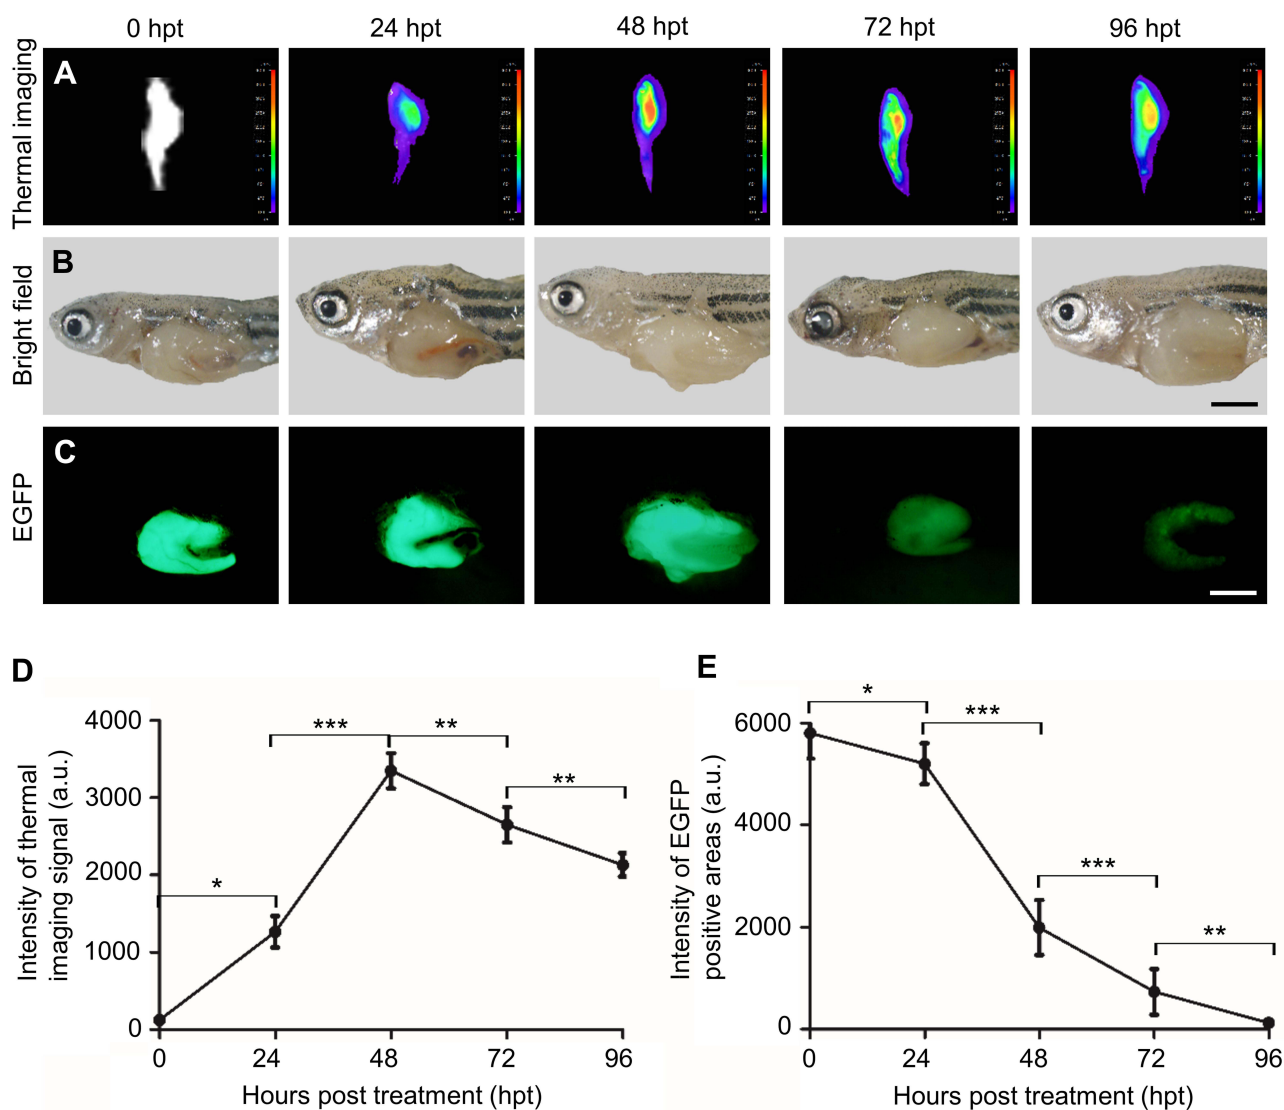 0 hpt 24 hpt 48 hpt 72 hpt 96 hpt
Thermal imaging
A
Bright field
B
EGFP
C
D
Intensity of thermal
imaging signal (a.u.)
4000
3000
2000
1000
0
*
***
**
**
0 24 48 72 96
Hours post treatment (hpt)
E
Intensity of EGFP
positive areas (a.u.)
6000
4000
2000
0
*
***
***
**
0 24 48 72 96
Hours post treatment (hpt)